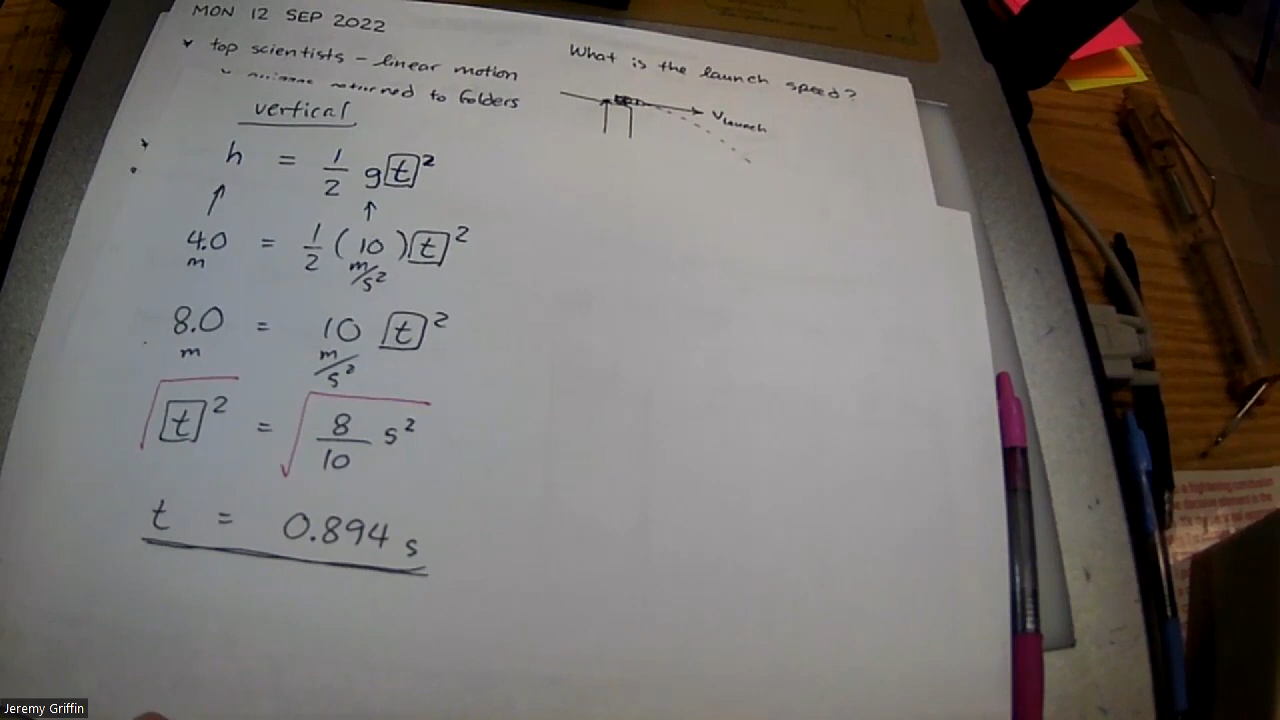 MON 12 SEP 2022
* top scientists - linear motion
returned to folders
vertical
h = 1/2 g[t]²
4.0 m = 1/2 (10 m/s²)[t]²
8.0 m = 10 m/s² [t]²
√[t]² = √8/10 s²
t = 0.894 s
What is the launch speed?
Vlaunch
Jeremy Griffin